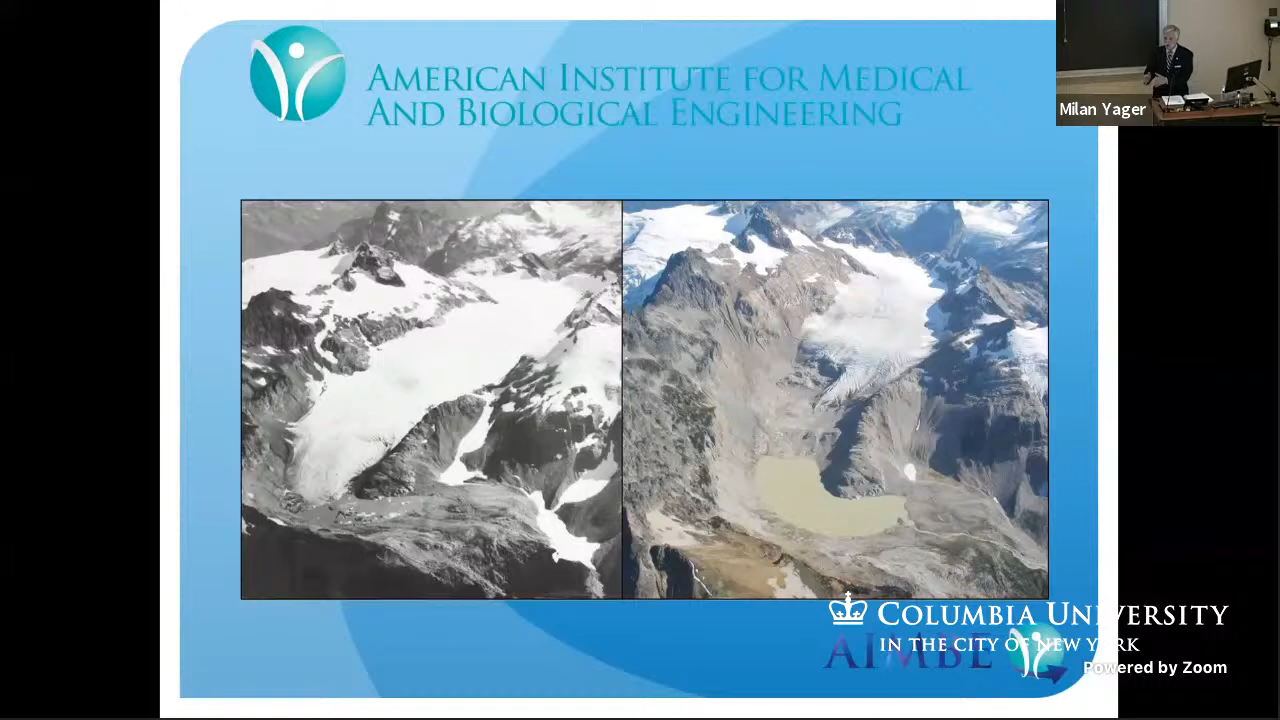 AMERICAN INSTITUTE FOR MEDICAL
AND BIOLOGICAL ENGINEERING
Milan Yager
COLUMBIA UNIVERSITY
IN THE CITY OF NEW YORK
AIMBE
Powered by Zoom